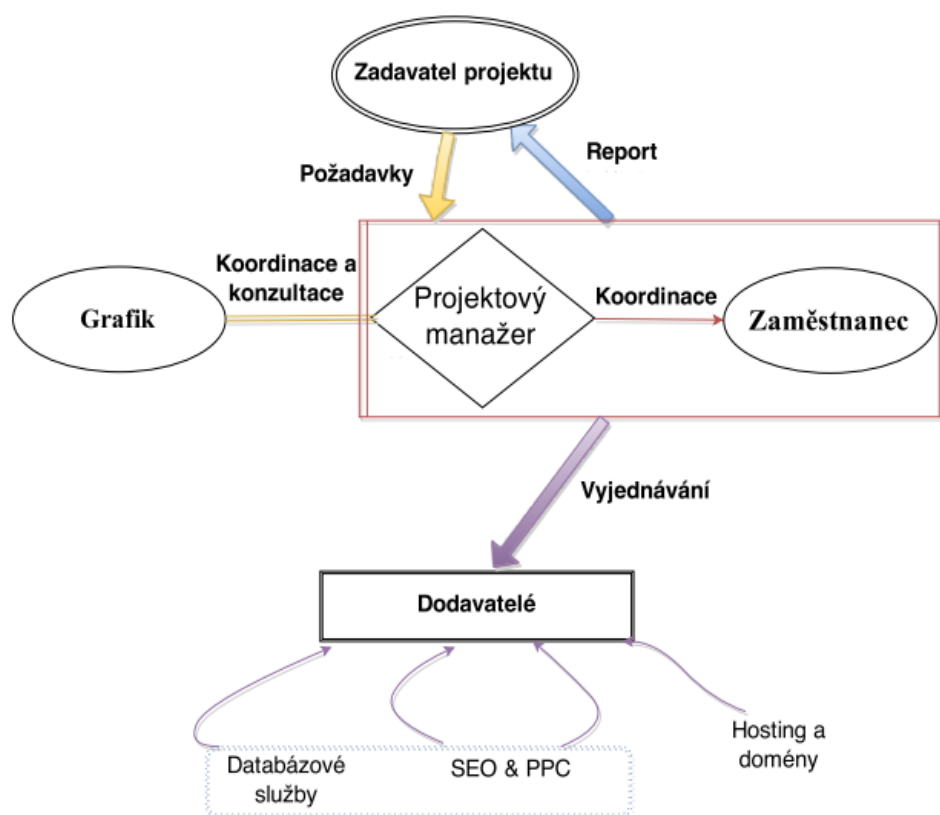 Zadavatel projektu
Report
Požadavky
Koordinace a
konzultace
Grafik
Projektový
manažer
Koordinace
Zaměstnanec
Vyjednávání
Dodavatelé
Databázové
služby
SEO & PPC
Hosting a
domény